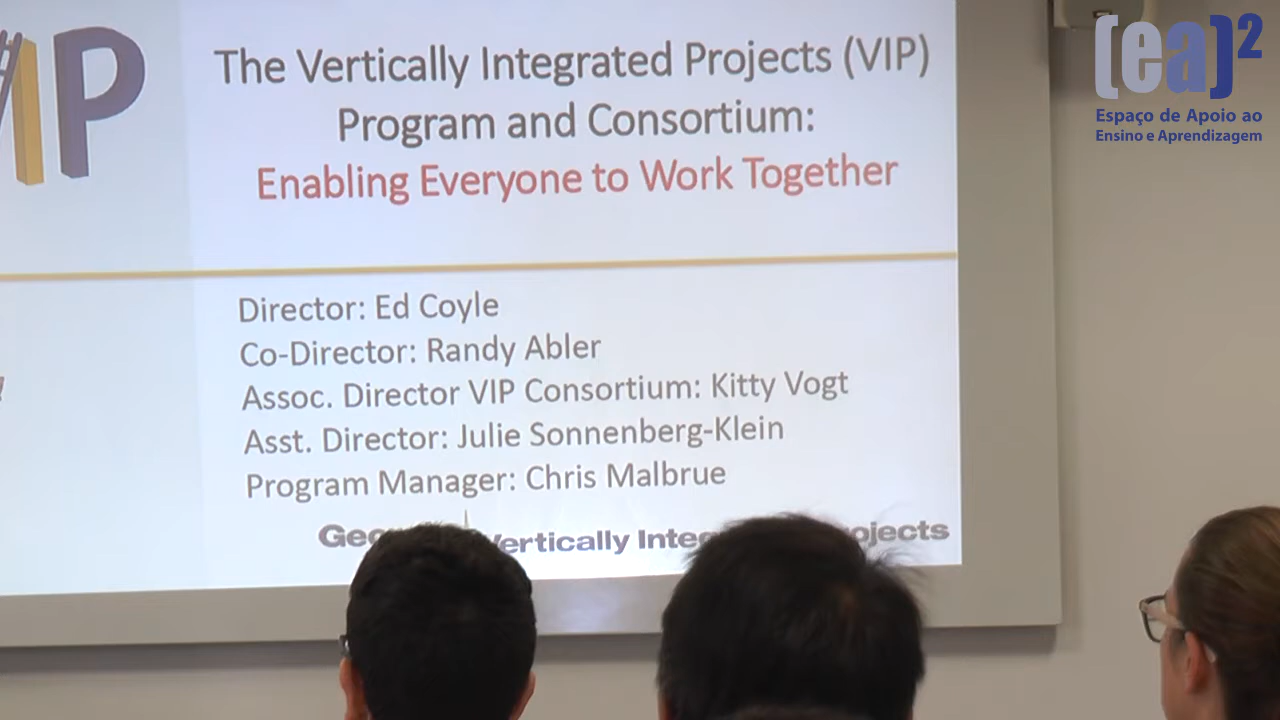 (ea)²
Espaço de Apoio ao
Ensino e Aprendizagem
VIP
The Vertically Integrated Projects (VIP)
Program and Consortium:
Enabling Everyone to Work Together
Director: Ed Coyle
Co-Director: Randy Abler
Assoc. Director VIP Consortium: Kitty Vogt
Asst. Director: Julie Sonnenberg-Klein
Program Manager: Chris Malbrue
Vertically